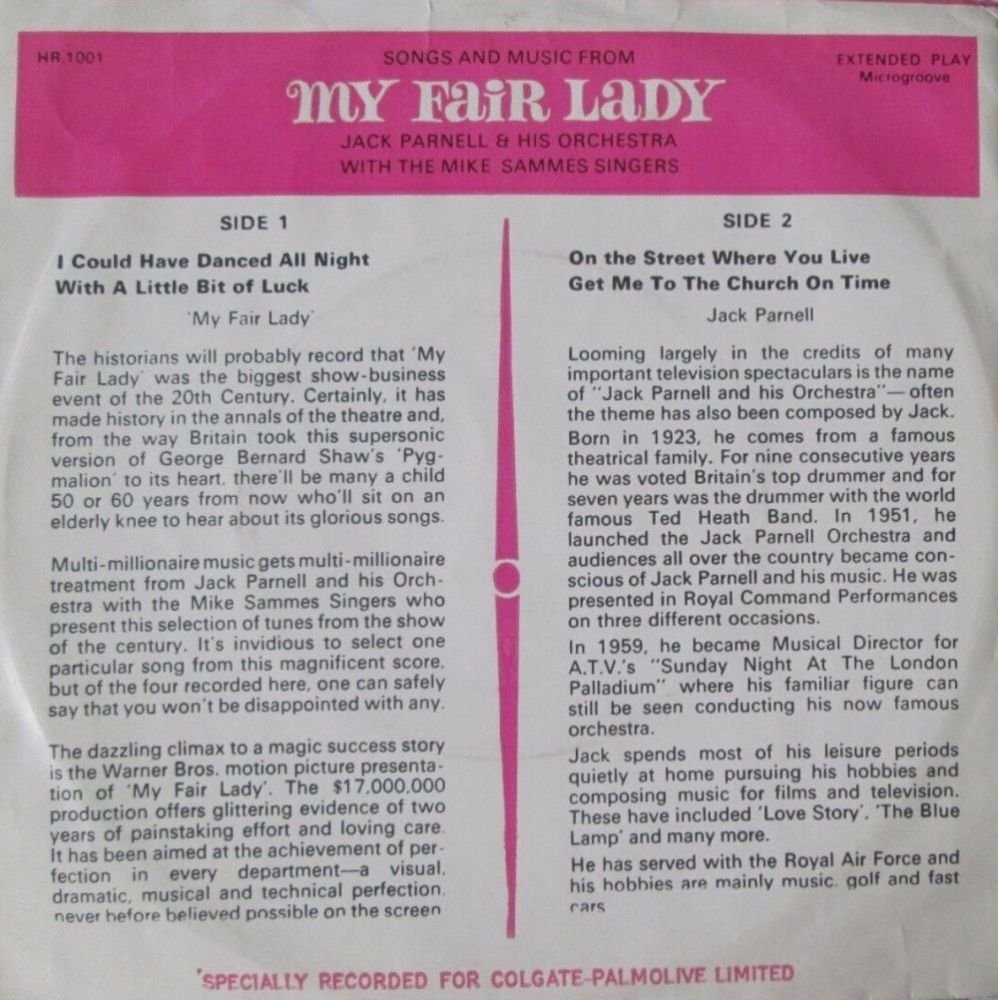 HR.1001
SONGS AND MUSIC FROM
MY FAIR LADY
JACK PARNELL & HIS ORCHESTRA
WITH THE MIKE SAMMES SINGERS
EXTENDED PLAY
Microgroove
SIDE 1
I Could Have Danced All Night
With A Little Bit of Luck
'My Fair Lady'
The historians will probably record that 'My
Fair Lady' was the biggest show-business
event of the 20th Century. Certainly, it has
made history in the annals of the theatre and,
from the way Britain took this supersonic
version of George Bernard Shaw's 'Pyg-
malion' to its heart, there'll be many a child
50 or 60 years from now who'll sit on an
elderly knee to hear about its glorious songs.
Multi-millionaire music gets multi-millionaire
treatment from Jack Parnell and his Orch-
estra with the Mike Sammes Singers who
present this selection of tunes from the show
of the century. It's invidious to select one
particular song from this magnificent score,
but of the four recorded here, one can safely
say that you won't be disappointed with any.
The dazzling climax to a magic success story
is the Warner Bros. motion picture presenta-
tion of 'My Fair Lady'. The $17,000,000
production offers glittering evidence of two
years of painstaking effort and loving care.
It has been aimed at the achievement of per-
fection in every department—a visual,
dramatic, musical and technical perfection,
never before believed possible on the screen
SIDE 2
On the Street Where You Live
Get Me To The Church On Time
Jack Parnell
Looming largely in the credits of many
important television spectaculars is the name
of "Jack Parnell and his Orchestra"—often
the theme has also been composed by Jack.
Born in 1923, he comes from a famous
theatrical family. For nine consecutive years
he was voted Britain's top drummer and for
seven years was the drummer with the world
famous Ted Heath Band. In 1951, he
launched the Jack Parnell Orchestra and
audiences all over the country became con-
scious of Jack Parnell and his music. He was
presented in Royal Command Performances
on three different occasions.
In 1959, he became Musical Director for
A.T.V.'s "Sunday Night At The London
Palladium" where his familiar figure can
still be seen conducting his now famous
orchestra.
Jack spends most of his leisure periods
quietly at home pursuing his hobbies and
composing music for films and television.
These have included 'Love Story', 'The Blue
Lamp' and many more.
He has served with the Royal Air Force and
his hobbies are mainly music, golf and fast
cars
'SPECIALLY RECORDED FOR COLGATE-PALMOLIVE LIMITED